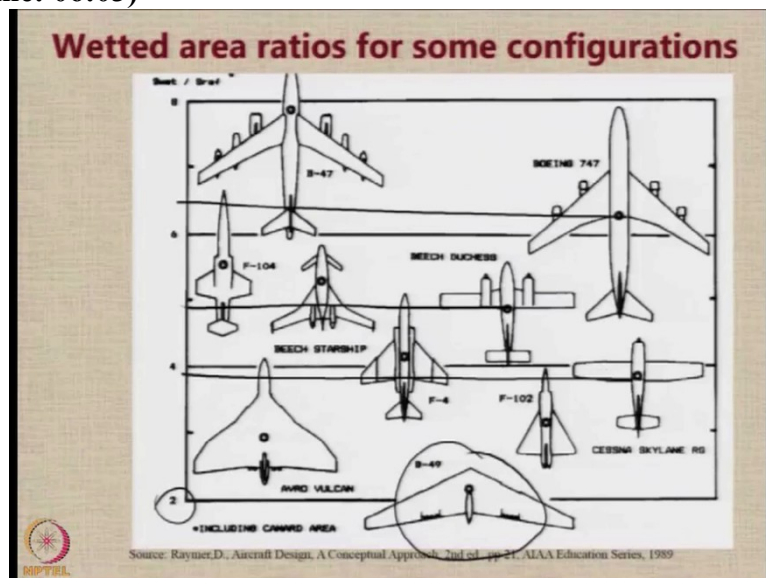 Wetted area ratios for some configurations
Swet / Sref *
8
B-47
BOEING 747
6
F-104
BEECH DUCHESS
BEECH STARSHIP
4
F-4
F-102
CESSNA SKYLANE RG
B-49
AVRO VULCAN
2
*INCLUDING CANARD AREA
Source: Raymer,D., Aircraft Design, A Conceptual Approach, 2nd ed., pp 21, AIAA Education Series, 1989
NPTEL